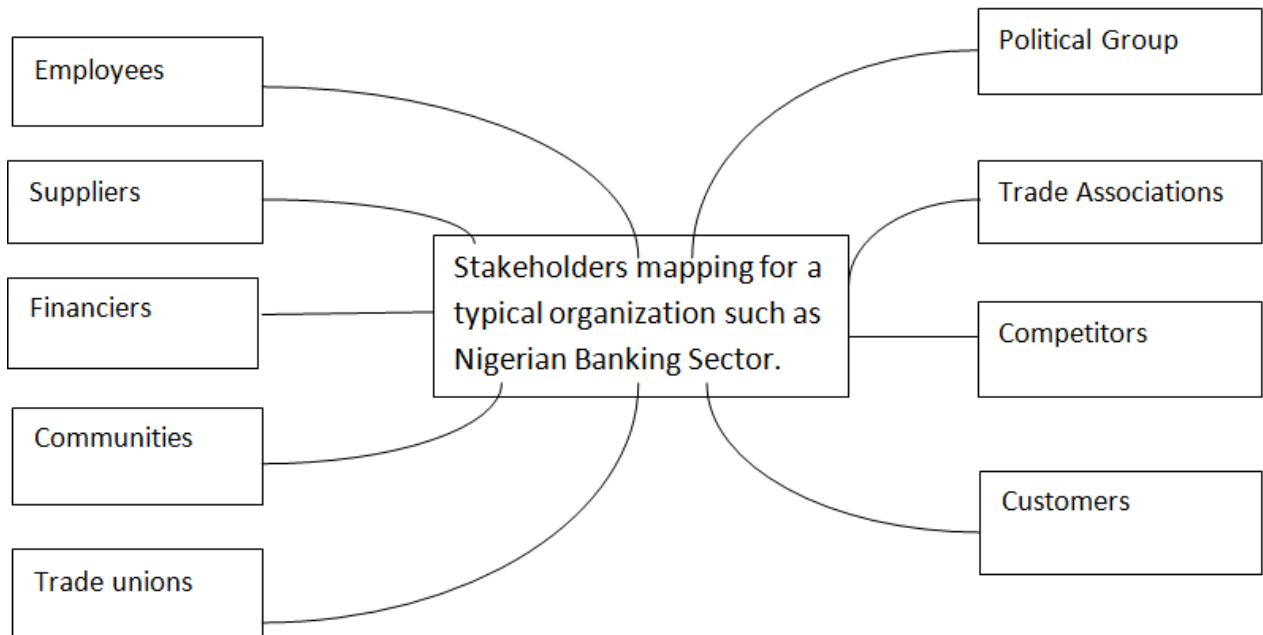 Employees
Suppliers
Financiers
Communities
Trade unions
Stakeholders mapping for a
typical organization such as
Nigerian Banking Sector.
Political Group
Trade Associations
Competitors
Customers